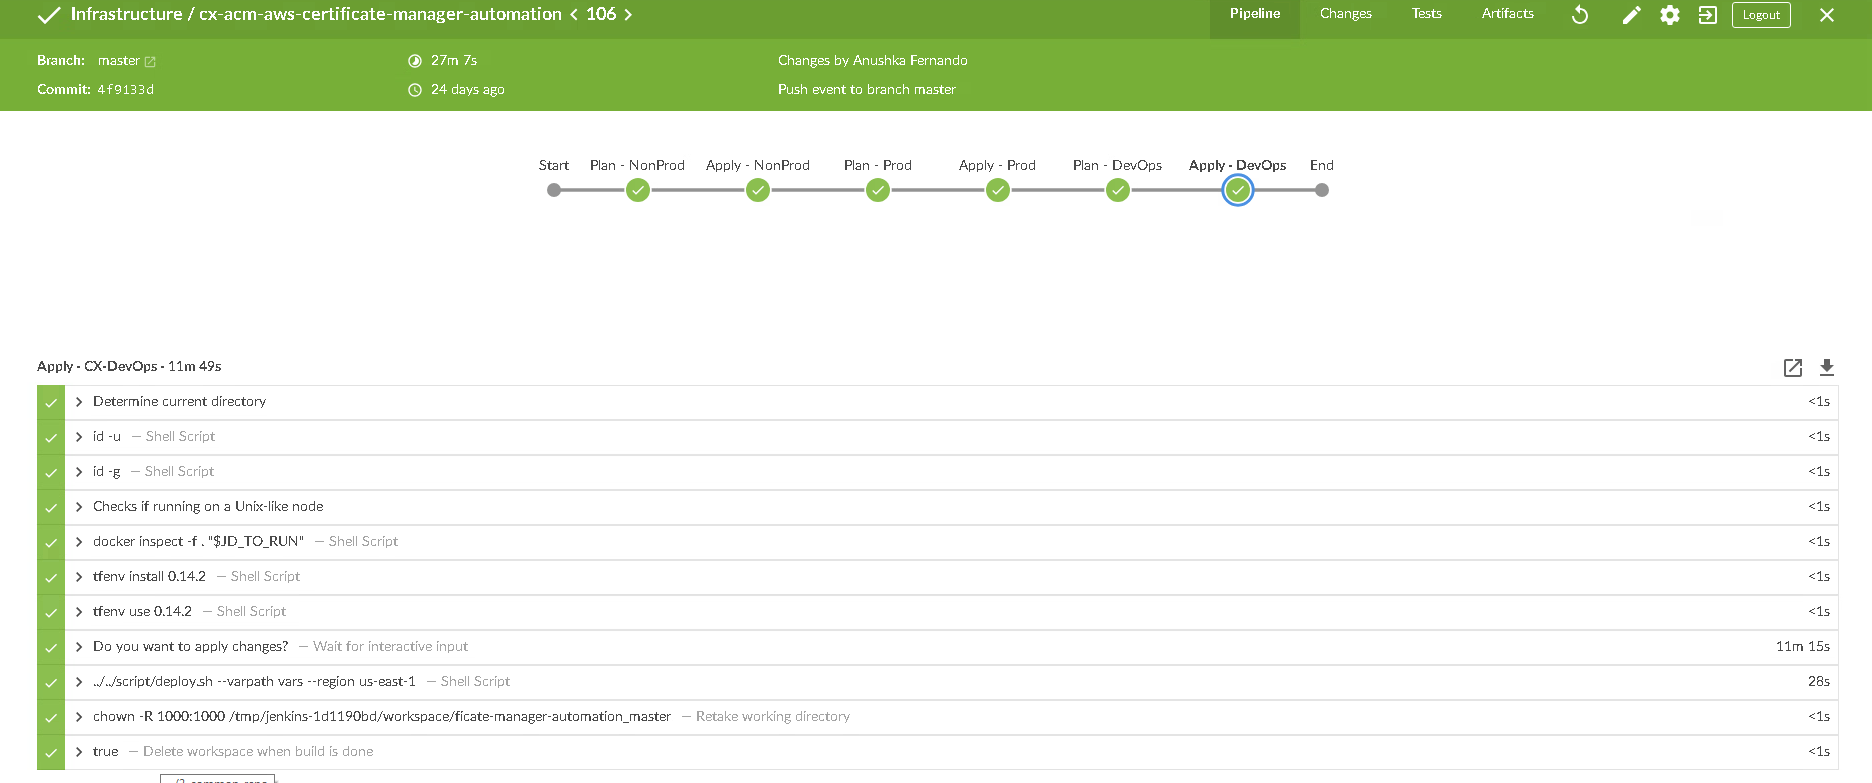 Infrastructure / cx-acm-aws-certificate-manager-automation < 106 >
Pipeline Changes Tests Artifacts Logout
Branch: master 27m 7s Changes by Anushka Fernando
Commit: 4f9133d 24 days ago Push event to branch master
Start Plan - NonProd Apply - NonProd Plan - Prod Apply - Prod Plan - DevOps Apply - DevOps End
Apply - CX-DevOps - 11m 49s
Determine current directory <1s
id -u — Shell Script <1s
id -g — Shell Script <1s
Checks if running on a Unix-like node <1s
docker inspect -f . "$JD_TO_RUN" — Shell Script <1s
tfenv install 0.14.2 — Shell Script <1s
tfenv use 0.14.2 — Shell Script <1s
Do you want to apply changes? — Wait for interactive input 11m 15s
../../script/deploy.sh --varpath vars --region us-east-1 — Shell Script 28s
chown -R 1000:1000 /tmp/jenkins-1d1190bd/workspace/ficate-manager-automation_master — Retake working directory <1s
true — Delete workspace when build is done <1s